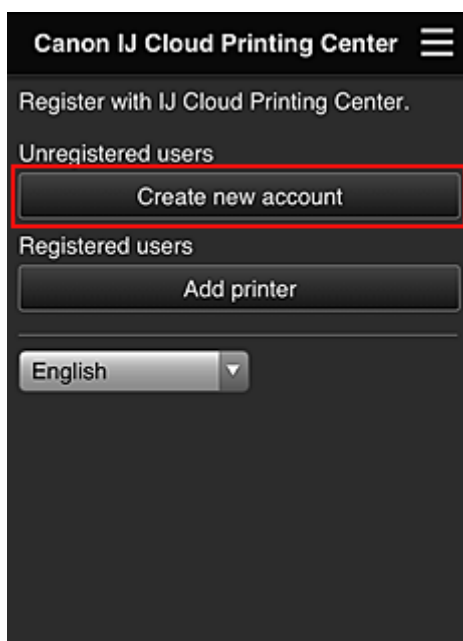 Canon IJ Cloud Printing Center
Register with IJ Cloud Printing Center.
Unregistered users
Create new account
Registered users
Add printer
English